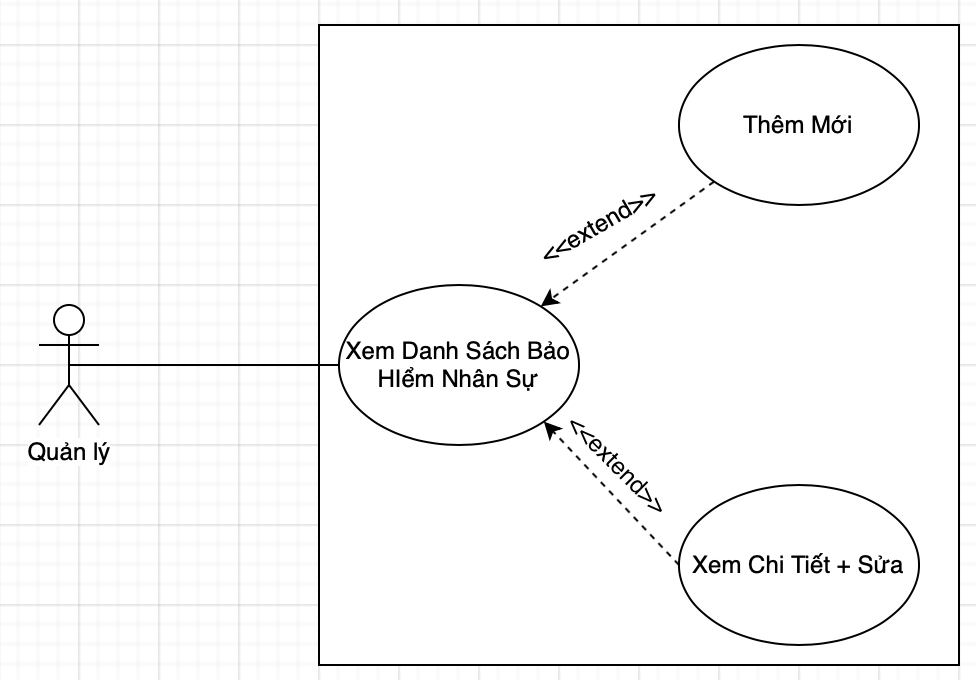 Thêm Mới
<<extend>>
Xem Danh Sách Bảo
HIểm Nhân Sự
Quản lý
<<extend>>
Xem Chi Tiết + Sửa